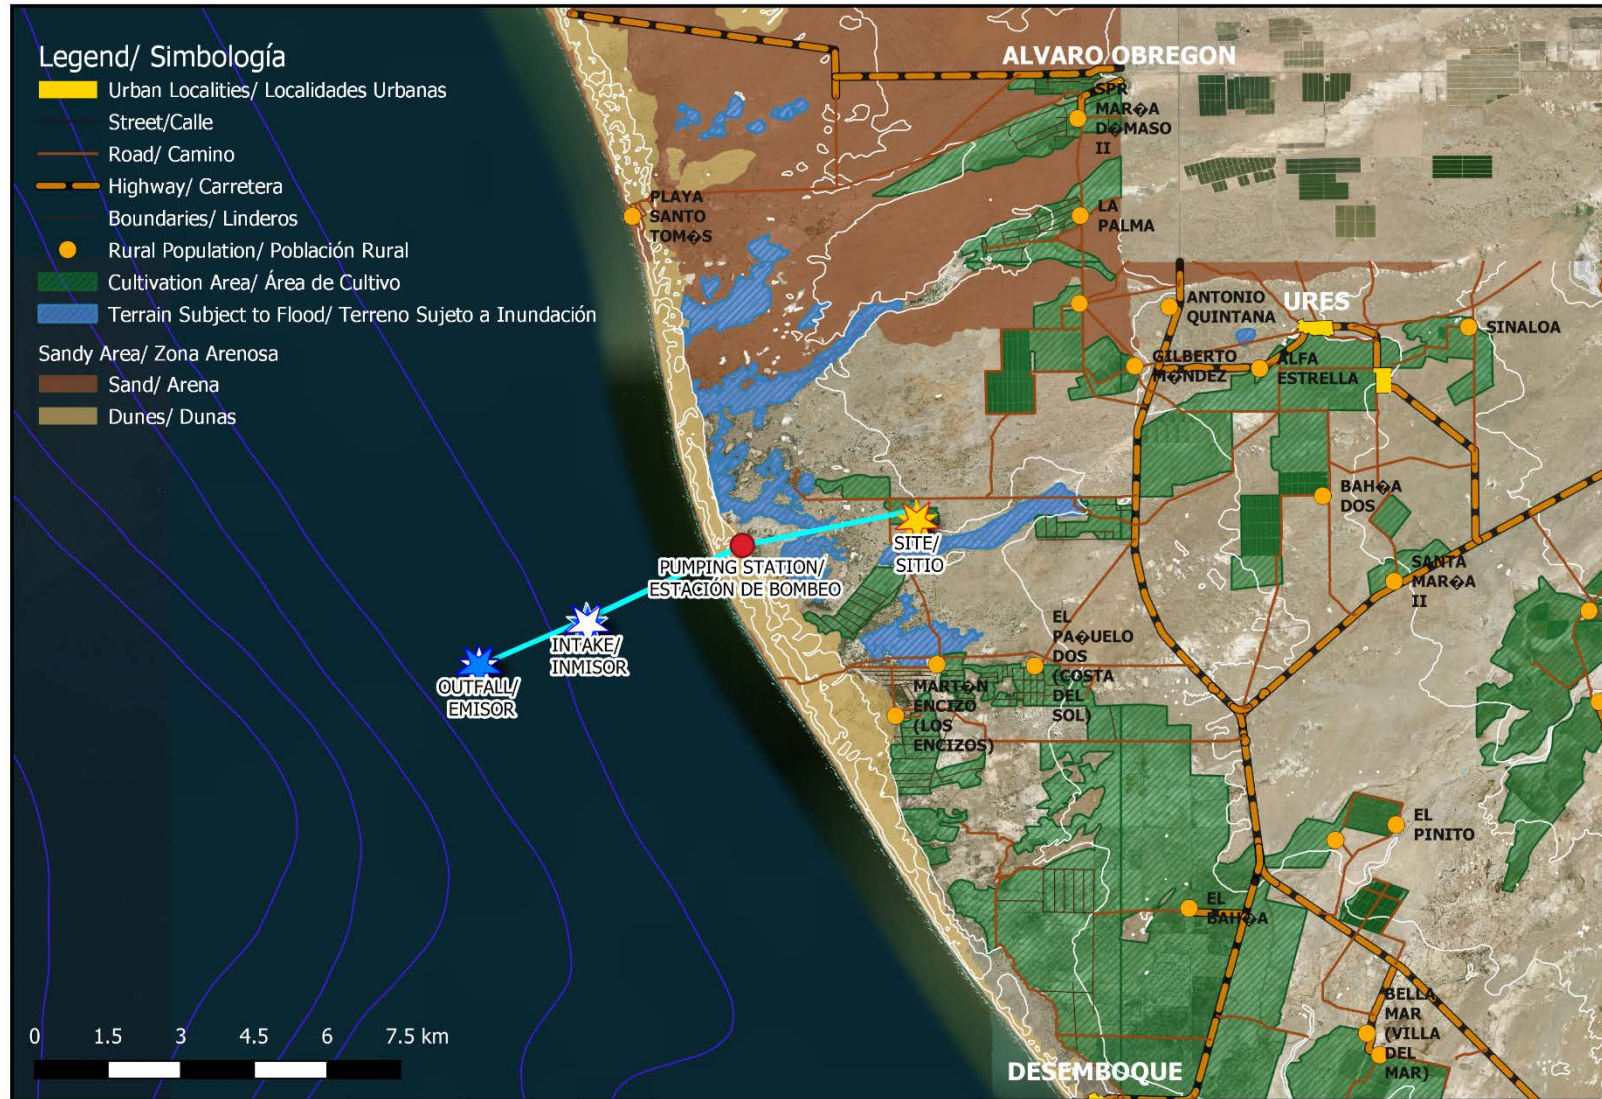 Legend/ Simbología
Urban Localities/ Localidades Urbanas
Street/Calle
Road/ Camino
Highway/ Carretera
Boundaries/ Linderos
Rural Population/ Población Rural
Cultivation Area/ Área de Cultivo
Terrain Subject to Flood/ Terreno Sujeto a Inundación
Sandy Area/ Zona Arenosa
Sand/ Arena
Dunes/ Dunas
ALVARO OBREGON
SPR
MAR�A
D�MASO
II
PLAYA
SANTO
TOM�S
LA
PALMA
ANTONIO
QUINTANA
URES
SINALOA
GILBERTO
M�NDEZ
ALFA
ESTRELLA
BAH�A
DOS
SITE/
SITIO
PUMPING STATION/
ESTACIÓN DE BOMBEO
SANTA
MAR�A
II
INTAKE/
INMISOR
OUTFALL/
EMISOR
EL
PA�UELO
DOS
(COSTA
DEL
SOL)
MART�N
ENCIZO
(LOS
ENCIZOS)
EL
PINITO
EL
BAH�A
BELLA
MAR
(VILLA
DEL
MAR)
DESEMBOQUE
0 1.5 3 4.5 6 7.5 km